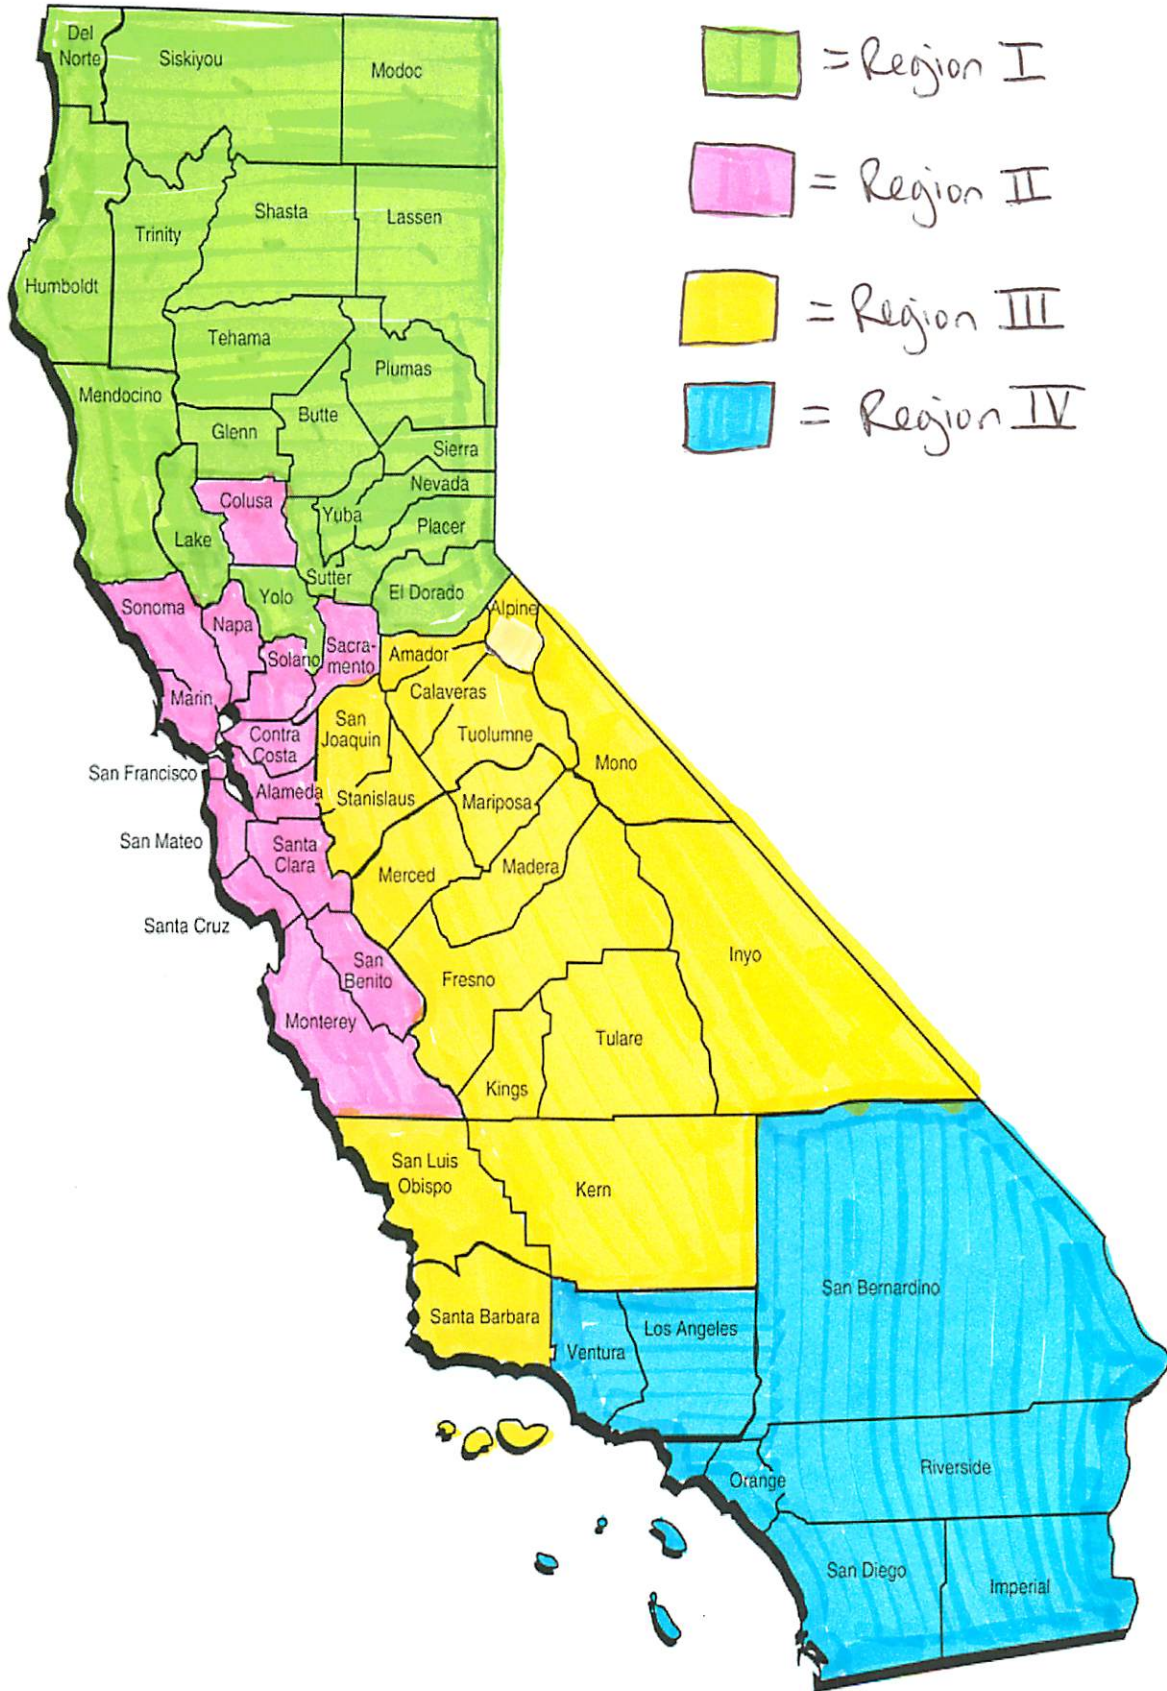 = Region I
= Region II
= Region III
= Region IV
Del
Norte
Siskiyou
Modoc
Shasta
Lassen
Trinity
Humboldt
Tehama
Plumas
Mendocino
Butte
Glenn
Sierra
Nevada
Colusa
Yuba
Placer
Lake
Sutter
Yolo
El Dorado
Sonoma
Alpine
Napa
Sacra-
mento
Solano
Amador
Calaveras
Marin
San
Joaquin
Contra
Costa
Tuolumne
Mono
San Francisco
Alameda
Stanislaus
Mariposa
San Mateo
Santa
Clara
Merced
Madera
Santa Cruz
San
Benito
Fresno
Inyo
Monterey
Tulare
Kings
San Luis
Obispo
Kern
San Bernardino
Santa Barbara
Los Angeles
Ventura
Orange
Riverside
San Diego
Imperial